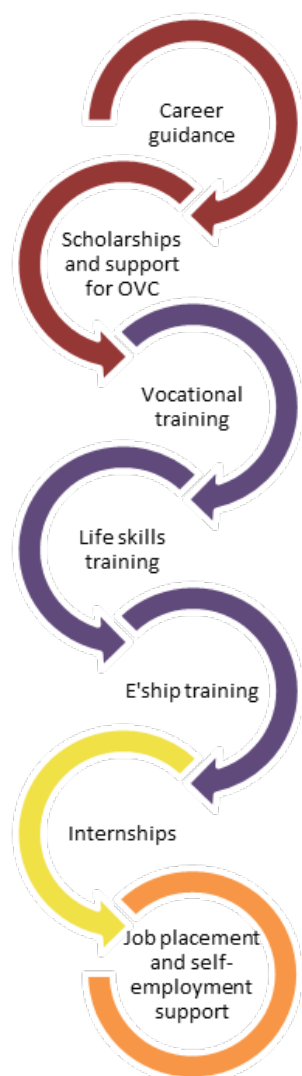 Career
guidance
Scholarships
and support
for OVC
Vocational
training
Life skills
training
E'ship training
Internships
Job placement
and self-
employment
support